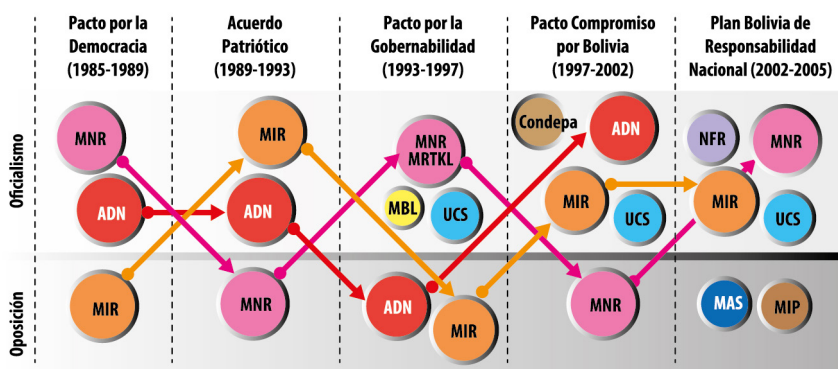 Pacto por la
Democracia
(1985-1989)
Acuerdo
Patriótico
(1989-1993)
Pacto por la
Gobernabilidad
(1993-1997)
Pacto Compromiso
por Bolivia
(1997-2002)
Plan Bolivia de
Responsabilidad
Nacional (2002-2005)
Oficialismo
MNR
ADN
MIR
ADN
MNR
MRTKL
MBL
UCS
Condepa
ADN
MIR
UCS
NFR
MNR
MIR
UCS
Oposición
MIR
MNR
ADN
MIR
MNR
MAS
MIP